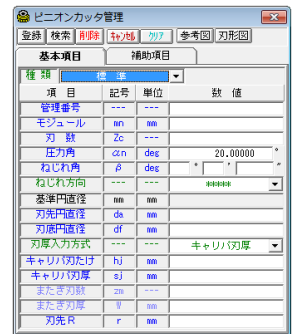 ピニオンカッタ管理
登録 検索 削除 ｷｬﾝｾﾙ ｸﾘｱ 参考図 刃形図
基本項目 補助項目
種 類 標 準
項 目 記号 単位 数 値
管理番号 --- ---
モジュール mn mm
刃 数 Zc ---
圧力角 αn deg 20.00000 °
ねじれ角 β deg ° ′ ″
ねじれ方向 --- --- *****
基準円直径 mm mm
刃先円直径 da mm
刃底円直径 df mm
刃厚入力方式 --- --- キャリパ刃厚
キャリパ刃たけ hj mm
キャリパ刃厚 sj mm
またぎ刃数 zm ---
またぎ刃厚 W mm
刃先R r mm